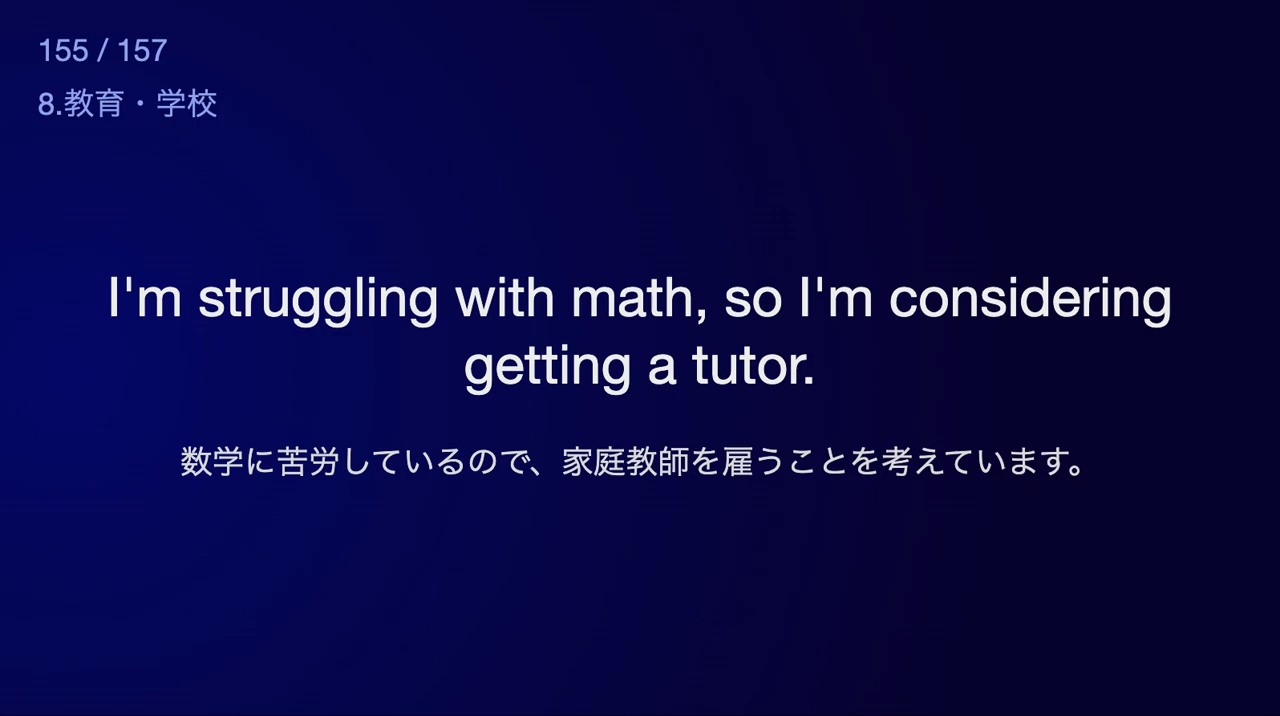 155 / 157
8.教育・学校
I'm struggling with math, so I'm considering
getting a tutor.
数学に苦労しているので、家庭教師を雇うことを考えています。